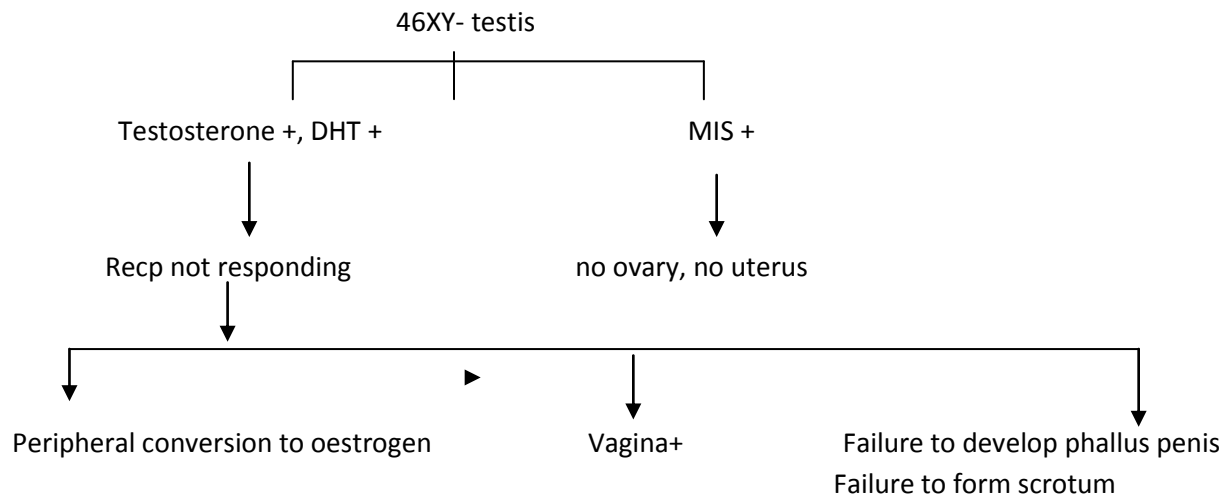 46XY- testis
Testosterone +, DHT +
MIS +
Recp not responding
no ovary, no uterus
Peripheral conversion to oestrogen
Vagina+
Failure to develop phallus penis
Failure to form scrotum